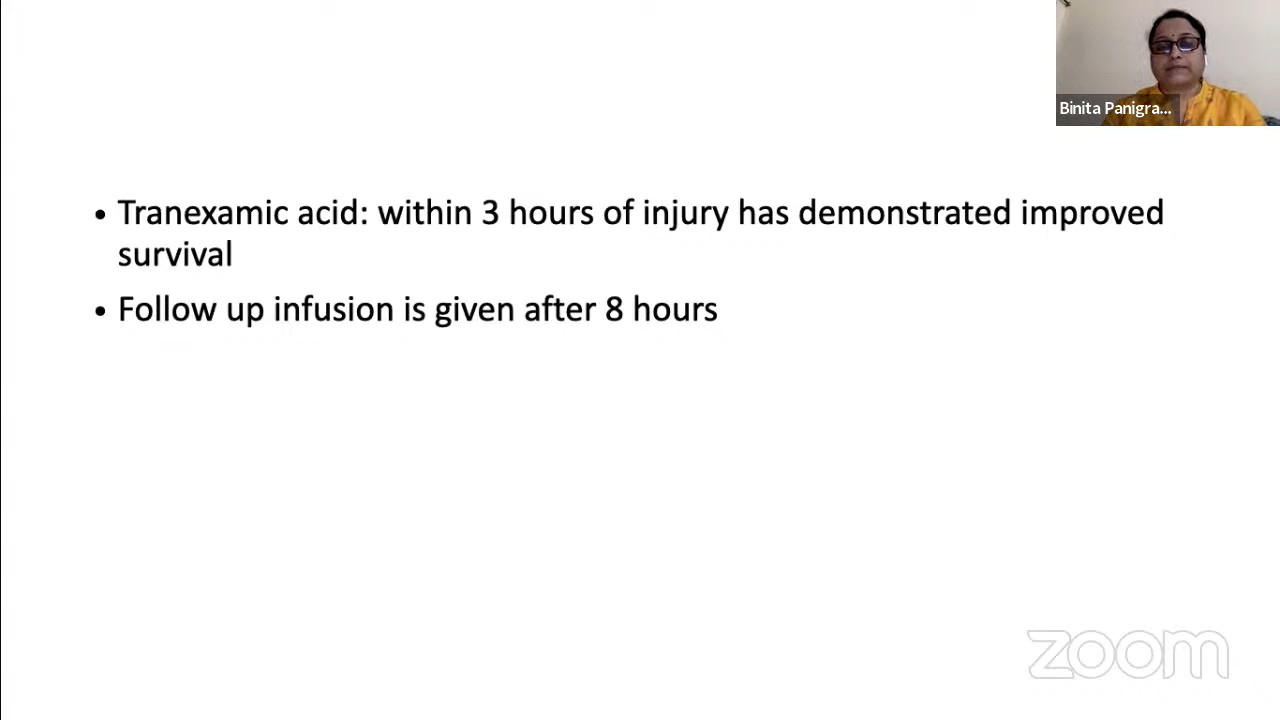 Binita Panigra...
• Tranexamic acid: within 3 hours of injury has demonstrated improved
survival
• Follow up infusion is given after 8 hours
zoom